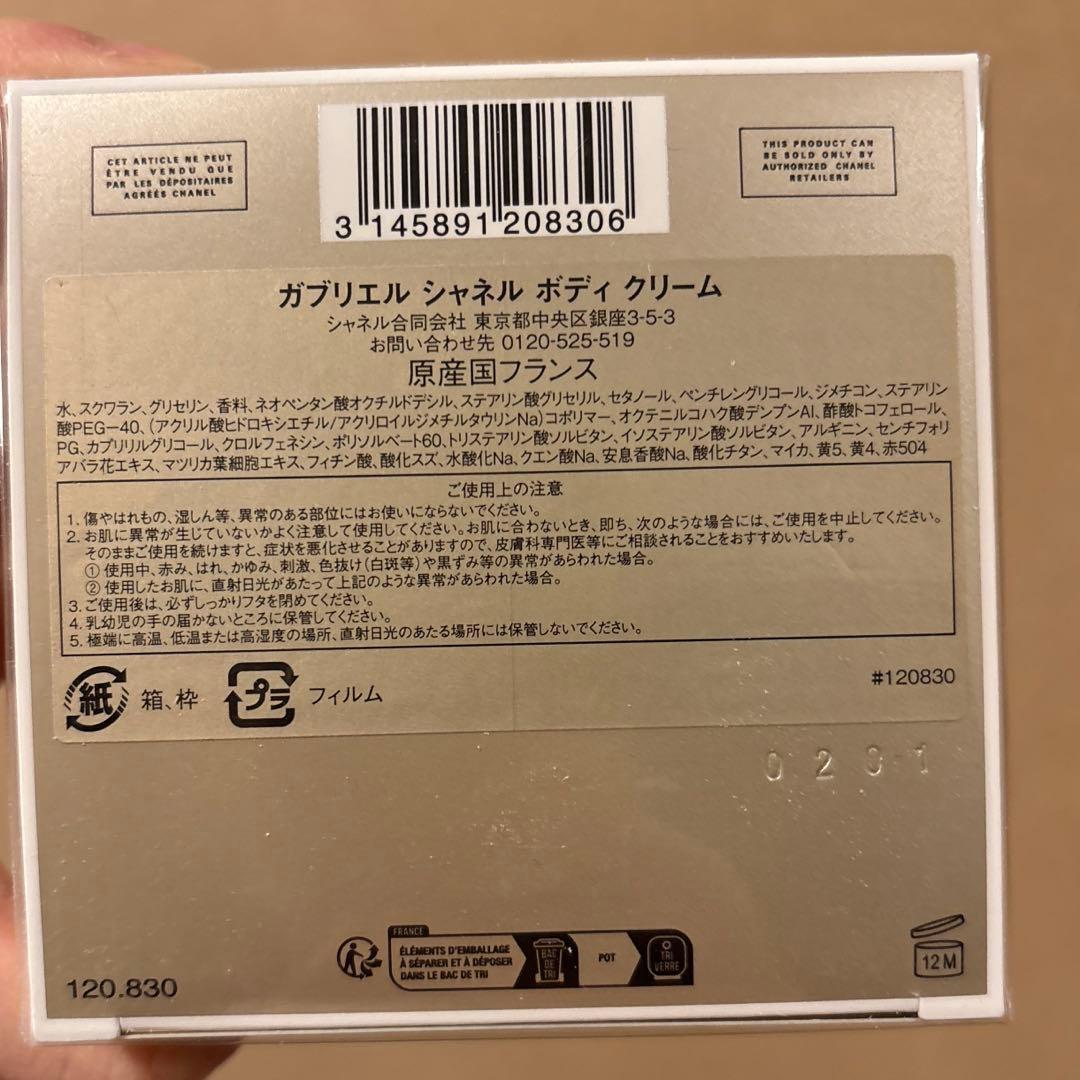 CET ARTICLE NE PEUT
ÊTRE VENDU QUE
PAR LES DÉPOSITAIRES
AGRÉÉS CHANEL
3 145891 208306
THIS PRODUCT CAN
BE SOLD ONLY BY
AUTHORIZED CHANEL
RETAILERS
ガブリエル シャネル ボディ クリーム
シャネル合同会社 東京都中央区銀座3-5-3
お問い合わせ先 0120-525-519
原産国フランス
水、スクワラン、グリセリン、香料、ネオペンタン酸オクチルドデシル、ステアリン酸グリセリル、セタノール、ペンチレングリコール、ジメチコン、ステアリン
酸PEG-40、(アクリル酸ヒドロキシエチル/アクリロイルジメチルタウリンNa)コポリマー、オクテニルコハク酸デンプンAl、酢酸トコフェロール、
PG、カプリリルグリコール、クロルフェネシン、ポリソルベート60、トリステアリン酸ソルビタン、イソステアリン酸ソルビタン、アルギニン、センチフォリ
アバラ花エキス、マツリカ葉細胞エキス、フィチン酸、酸化スズ、水酸化Na、クエン酸Na、安息香酸Na、酸化チタン、マイカ、黄5、黄4、赤504
ご使用上の注意
1. 傷やはれもの、湿しん等、異常のある部位にはお使いにならないでください。
2. お肌に異常が生じていないかよく注意して使用してください。お肌に合わないとき、即ち、次のような場合には、ご使用を中止してください。
そのままご使用を続けますと、症状を悪化させることがありますので、皮膚科専門医等にご相談されることをおすすめいたします。
① 使用中、赤み、はれ、かゆみ、刺激、色抜け(白斑等)や黒ずみ等の異常があらわれた場合。
② 使用したお肌に、直射日光があたって上記のような異常があらわれた場合。
3. ご使用後は、必ずしっかりフタを閉めてください。
4. 乳幼児の手の届かないところに保管してください。
5. 極端に高温、低温または高湿度の場所、直射日光のあたる場所には保管しないでください。
紙 箱、枠 プラ フィルム
#120830
FRANCE
ÉLÉMENTS D'EMBALLAGE
À SÉPARER ET À DÉPOSER
DANS LE BAC DE TRI
BAC
DE
TRI
POT
TRI
VERRE
12 M
120.830